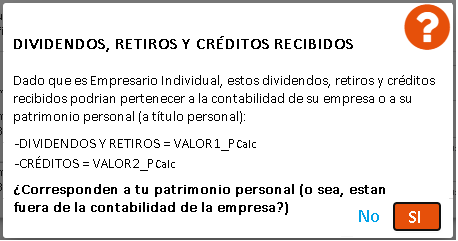 ?
DIVIDENDOS, RETIROS Y CRÉDITOS RECIBIDOS
Dado que es Empresario Individual, estos dividendos, retiros y créditos
recibidos podrian pertenecer a la contabilidad de su empresa o a su
patrimonio personal (a título personal):
-DIVIDENDOS Y RETIROS = VALOR1_PCalc
-CRÉDITOS = VALOR2_PCalc
¿Corresponden a tu patrimonio personal (o sea, estan
fuera de la contabilidad de la empresa?)
No SI